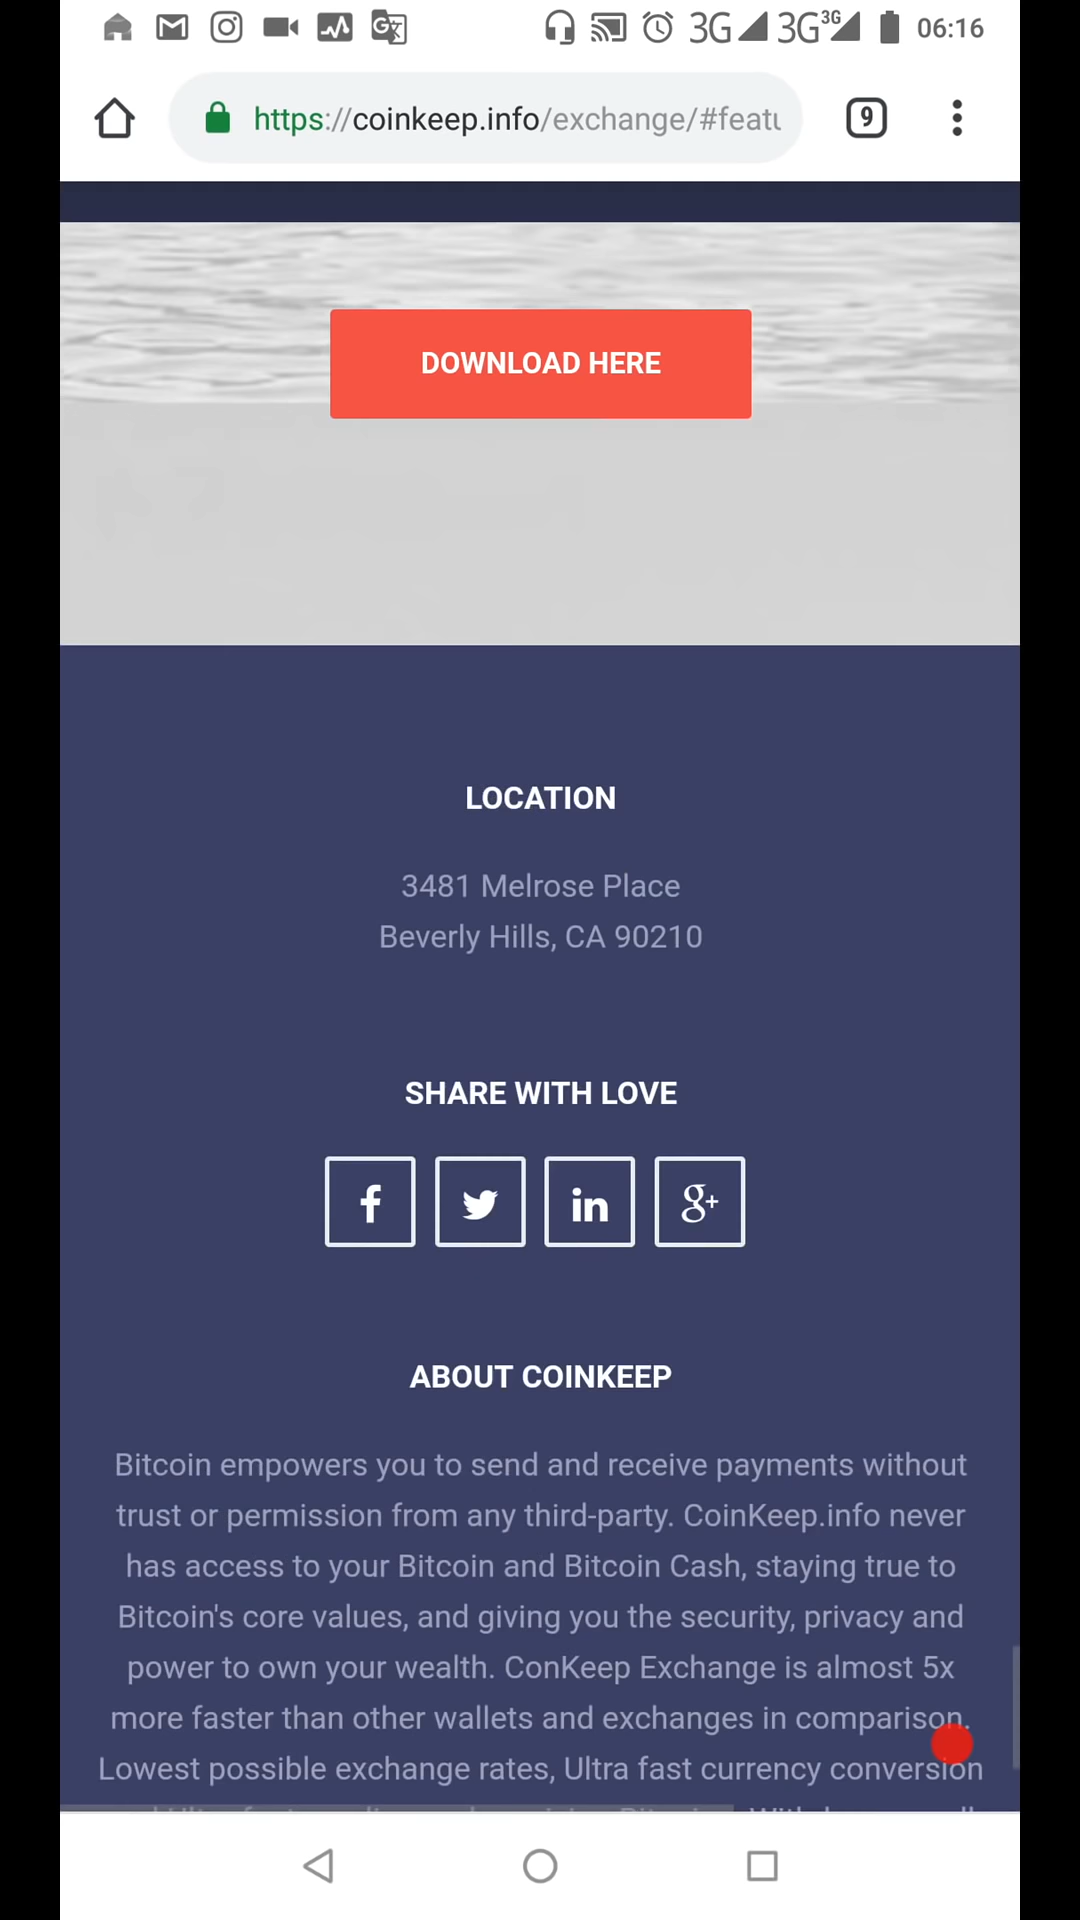 3G 3G 3G 06:16
https://coinkeep.info/exchange/#featu
9
DOWNLOAD HERE
LOCATION
3481 Melrose Place
Beverly Hills, CA 90210
SHARE WITH LOVE
f in g+
ABOUT COINKEEP
Bitcoin empowers you to send and receive payments without
trust or permission from any third-party. CoinKeep.info never
has access to your Bitcoin and Bitcoin Cash, staying true to
Bitcoin's core values, and giving you the security, privacy and
power to own your wealth. ConKeep Exchange is almost 5x
more faster than other wallets and exchanges in comparison.
Lowest possible exchange rates, Ultra fast currency conversion